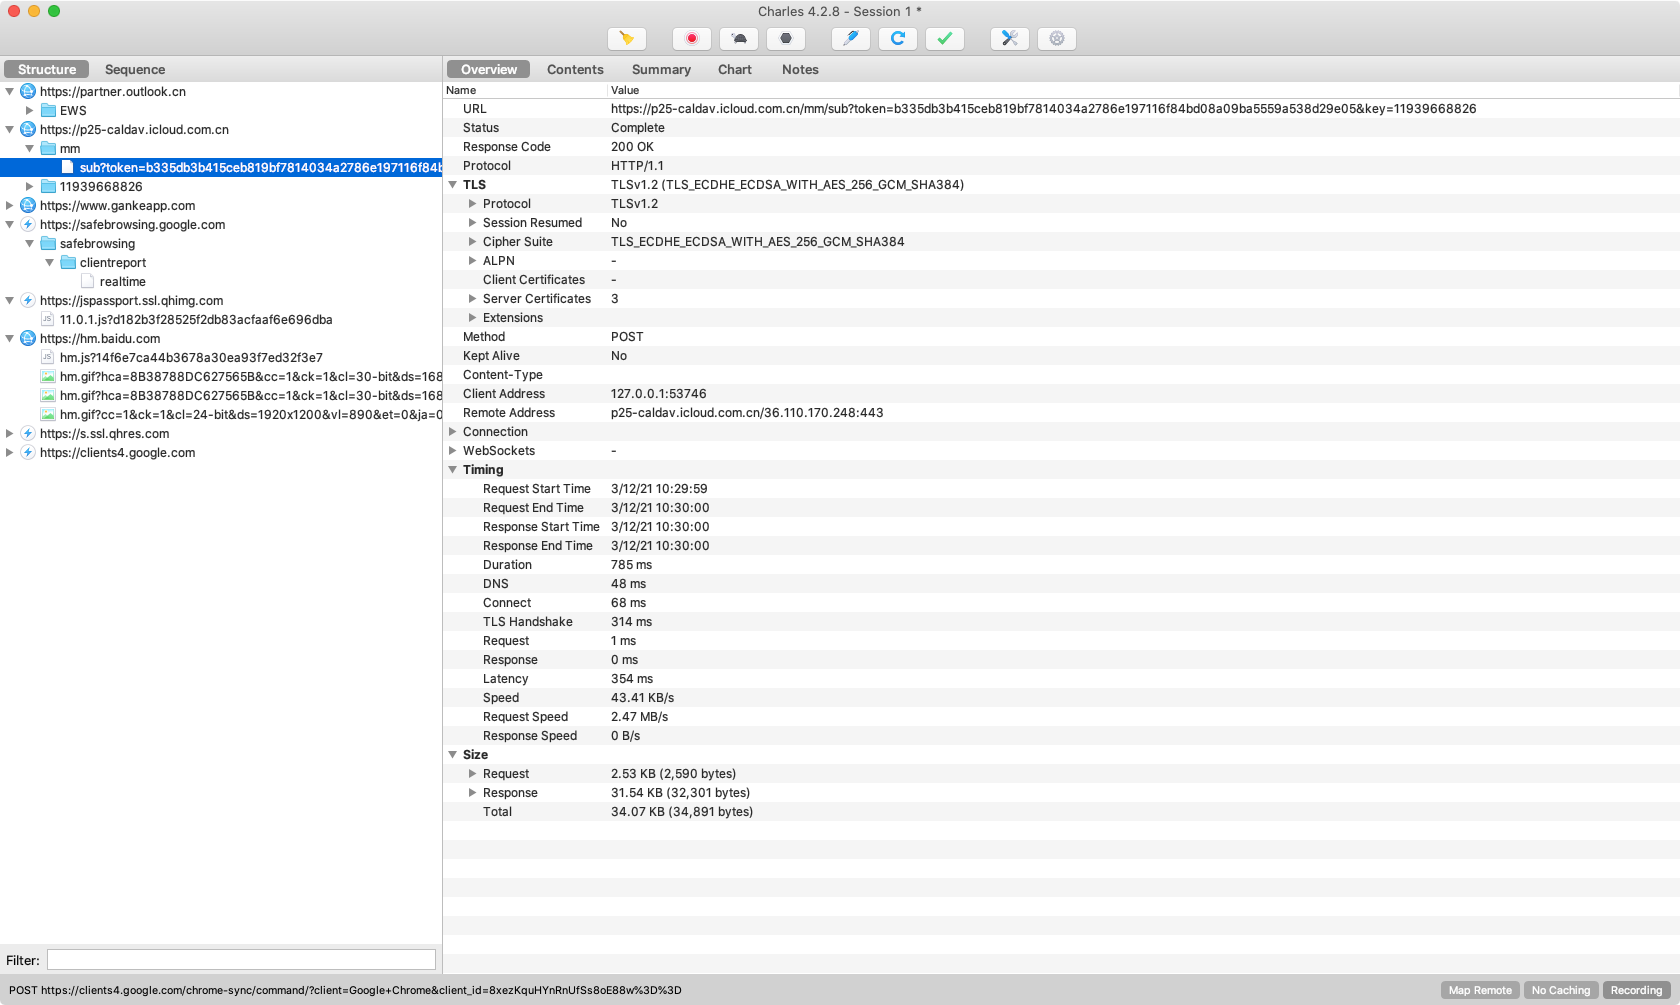 Charles 4.2.8 - Session 1 *
Structure
Sequence
https://partner.outlook.cn
EWS
https://p25-caldav.icloud.com.cn
mm
sub?token=b335db3b415ceb819bf7814034a2786e197116f84b
11939668826
https://www.gankeapp.com
https://safebrowsing.google.com
safebrowsing
clientreport
realtime
https://jspassport.ssl.qhimg.com
11.0.1.js?d182b3f28525f2db83acfaaf6e696dba
https://hm.baidu.com
hm.js?14f6e7ca44b3678a30ea93f7ed32f3e7
hm.gif?hca=8B38788DC627565B&cc=1&ck=1&cl=30-bit&ds=168
hm.gif?hca=8B38788DC627565B&cc=1&ck=1&cl=30-bit&ds=168
hm.gif?cc=1&ck=1&cl=24-bit&ds=1920x1200&vl=890&et=0&ja=0
https://s.ssl.qhres.com
https://clients4.google.com
Filter:
Overview
Contents
Summary
Chart
Notes
Name Value
URL https://p25-caldav.icloud.com.cn/mm/sub?token=b335db3b415ceb819bf7814034a2786e197116f84bd08a09ba5559a538d29e05&key=11939668826
Status Complete
Response Code 200 OK
Protocol HTTP/1.1
TLS TLSv1.2 (TLS_ECDHE_ECDSA_WITH_AES_256_GCM_SHA384)
Protocol TLSv1.2
Session Resumed No
Cipher Suite TLS_ECDHE_ECDSA_WITH_AES_256_GCM_SHA384
ALPN -
Client Certificates -
Server Certificates 3
Extensions
Method POST
Kept Alive No
Content-Type
Client Address 127.0.0.1:53746
Remote Address p25-caldav.icloud.com.cn/36.110.170.248:443
Connection
WebSockets -
Timing
Request Start Time 3/12/21 10:29:59
Request End Time 3/12/21 10:30:00
Response Start Time 3/12/21 10:30:00
Response End Time 3/12/21 10:30:00
Duration 785 ms
DNS 48 ms
Connect 68 ms
TLS Handshake 314 ms
Request 1 ms
Response 0 ms
Latency 354 ms
Speed 43.41 KB/s
Request Speed 2.47 MB/s
Response Speed 0 B/s
Size
Request 2.53 KB (2,590 bytes)
Response 31.54 KB (32,301 bytes)
Total 34.07 KB (34,891 bytes)
POST https://clients4.google.com/chrome-sync/command/?client=Google+Chrome&client_id=8xezKquHYnRnUfSs8oE88w%3D%3D
Map Remote
No Caching
Recording